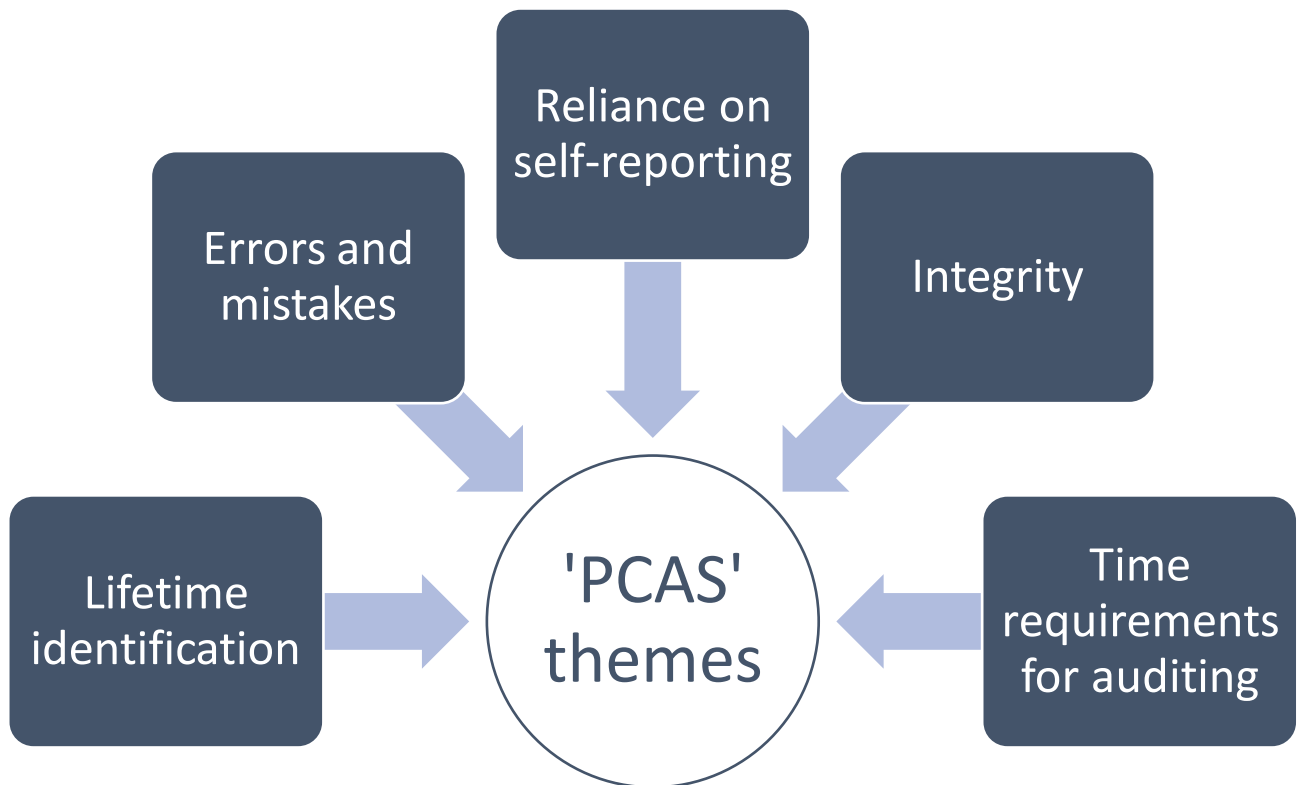 Reliance on
self-reporting
Errors and
mistakes
Integrity
Lifetime
identification
'PCAS'
themes
Time
requirements
for auditing